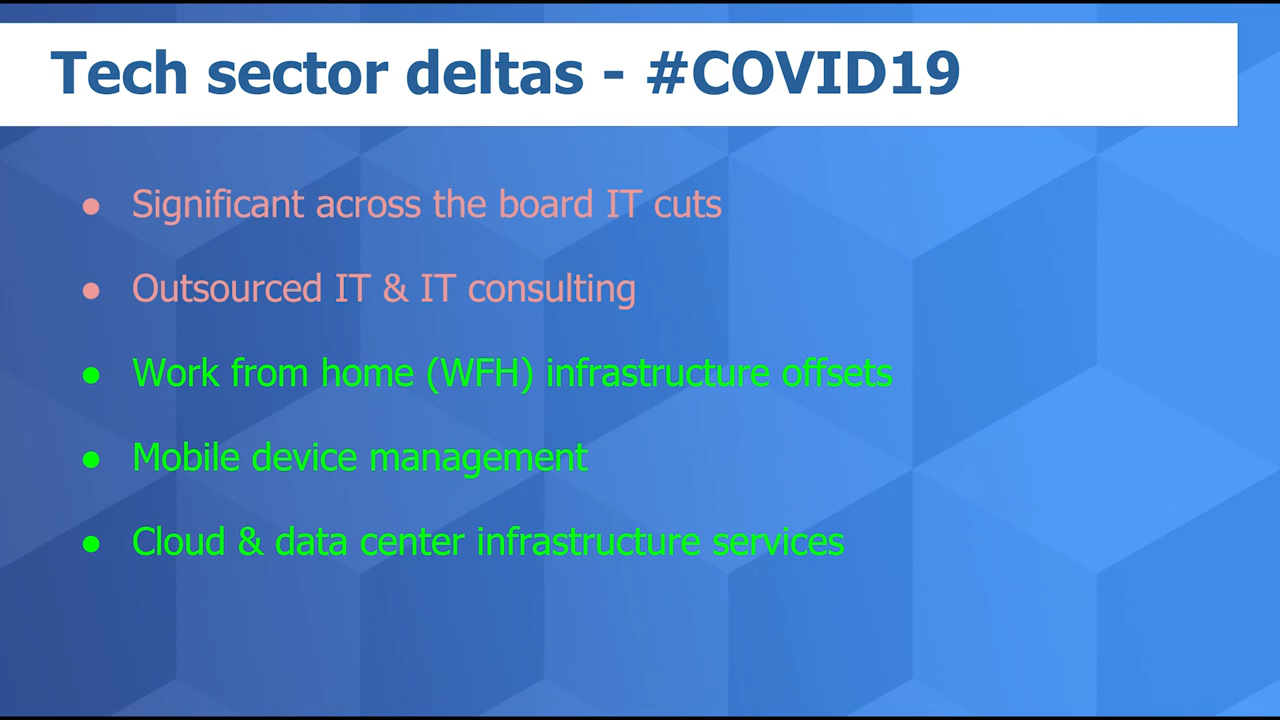 Tech sector deltas - #COVID19
● Significant across the board IT cuts
● Outsourced IT & IT consulting
● Work from home (WFH) infrastructure offsets
● Mobile device management
● Cloud & data center infrastructure services